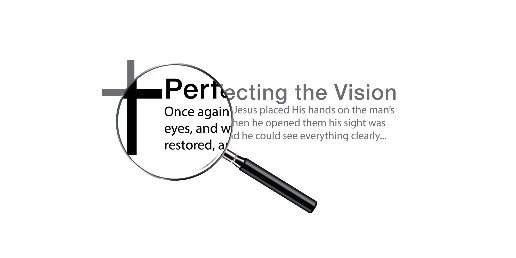 Perfecting the Vision
Once again Jesus placed His hands on the man's
eyes, and when he opened them his sight was
restored, and he could see everything clearly...